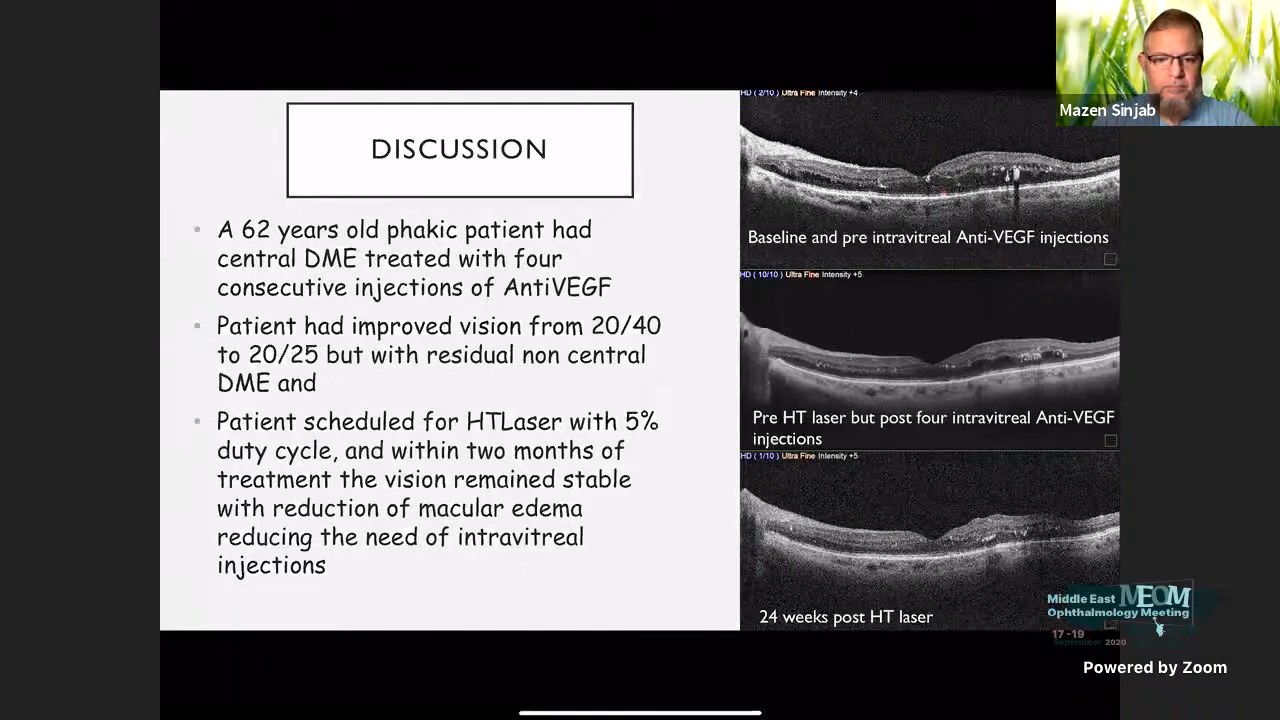 DISCUSSION
• A 62 years old phakic patient had
central DME treated with four
consecutive injections of AntiVEGF
• Patient had improved vision from 20/40
to 20/25 but with residual non central
DME and
• Patient scheduled for HTLaser with 5%
duty cycle, and within two months of
treatment the vision remained stable
with reduction of macular edema
reducing the need of intravitreal
injections
HD ( 2/10 ) Ultra Fine Intensity +4
Baseline and pre intravitreal Anti-VEGF injections
HD ( 10/10 ) Ultra Fine Intensity +5
Pre HT laser but post four intravitreal Anti-VEGF
injections
HD ( 1/10 ) Ultra Fine Intensity +5
24 weeks post HT laser
Mazen Sinjab
Middle East MEOM
Ophthalmology Meeting
17-19
September 2020
Powered by Zoom